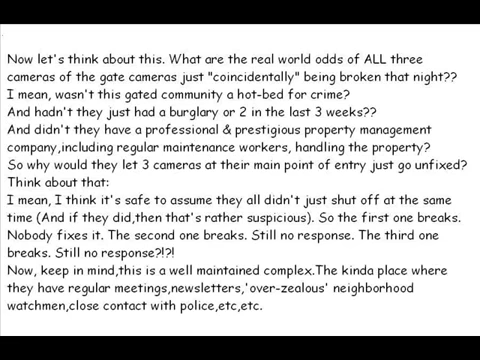 Now let's think about this. What are the real world odds of ALL three
cameras of the gate cameras just "coincidentally" being broken that night??
I mean, wasn't this gated community a hot-bed for crime?
And hadn't they just had a burglary or 2 in the last 3 weeks??
And didn't they have a professional & prestigious property management
company,including regular maintenance workers, handling the property?
So why would they let 3 cameras at their main point of entry just go unfixed?
Think about that:
I mean, I think it's safe to assume they all didn't just shut off at the same
time (And if they did,then that's rather suspicious). So the first one breaks.
Nobody fixes it. The second one breaks. Still no response. The third one
breaks. Still no response?!?!
Now, keep in mind,this is a well maintained complex.The kinda place where
they have regular meetings,newsletters,'over-zealous' neighborhood
watchmen,close contact with police,etc,etc.